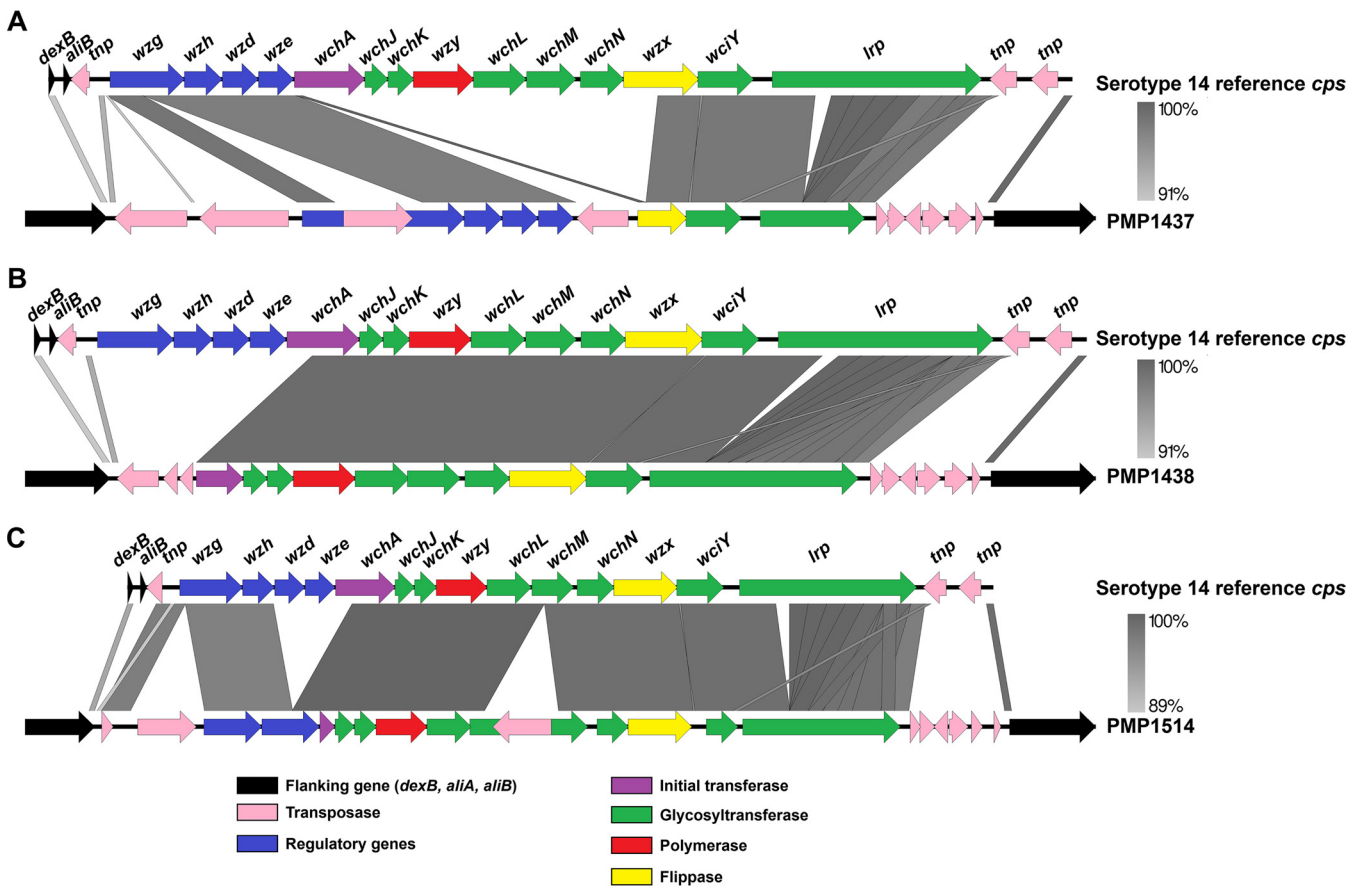 A
dexB aliB tnp wzg wzh wzd wze wchA wchJ wchK wzy wchL wchM wchN wzx wciY lrp tnp tnp
Serotype 14 reference cps
100%
91%
PMP1437
B
dexB aliB tnp wzg wzh wzd wze wchA wchJ wchK wzy wchL wchM wchN wzx wciY lrp tnp tnp
Serotype 14 reference cps
100%
91%
PMP1438
C
dexB aliB tnp wzg wzh wzd wze wchA wchJ wchK wzy wchL wchM wchN wzx wciY lrp tnp tnp
Serotype 14 reference cps
100%
89%
PMP1514
Flanking gene (dexB, aliA, aliB)
Transposase
Regulatory genes
Initial transferase
Glycosyltransferase
Polymerase
Flippase